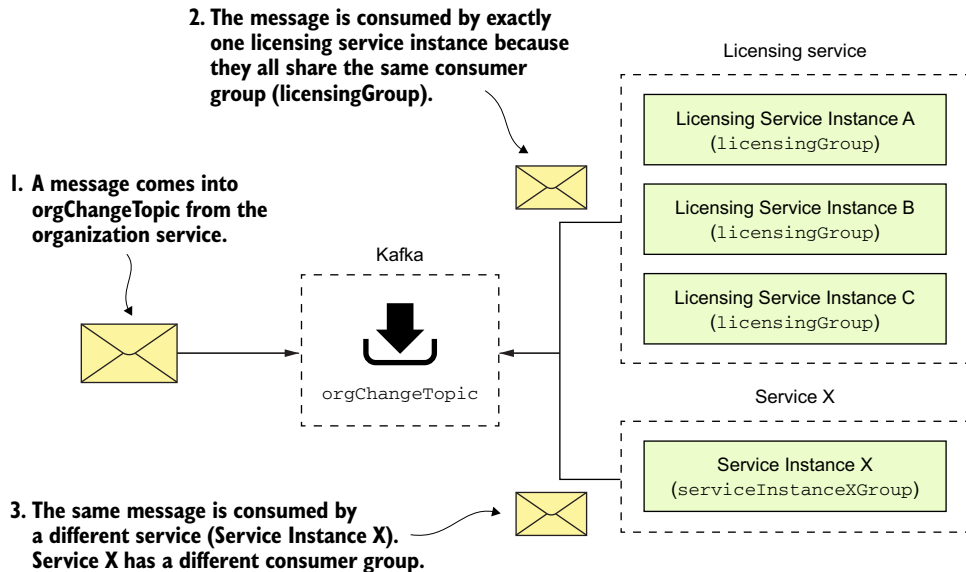 2. The message is consumed by exactly
one licensing service instance because
they all share the same consumer
group (licensingGroup).
Licensing service
Licensing Service Instance A
(licensingGroup)
Licensing Service Instance B
(licensingGroup)
Licensing Service Instance C
(licensingGroup)
1. A message comes into
orgChangeTopic from the
organization service.
Kafka
orgChangeTopic
Service X
Service Instance X
(serviceInstanceXGroup)
3. The same message is consumed by
a different service (Service Instance X).
Service X has a different consumer group.